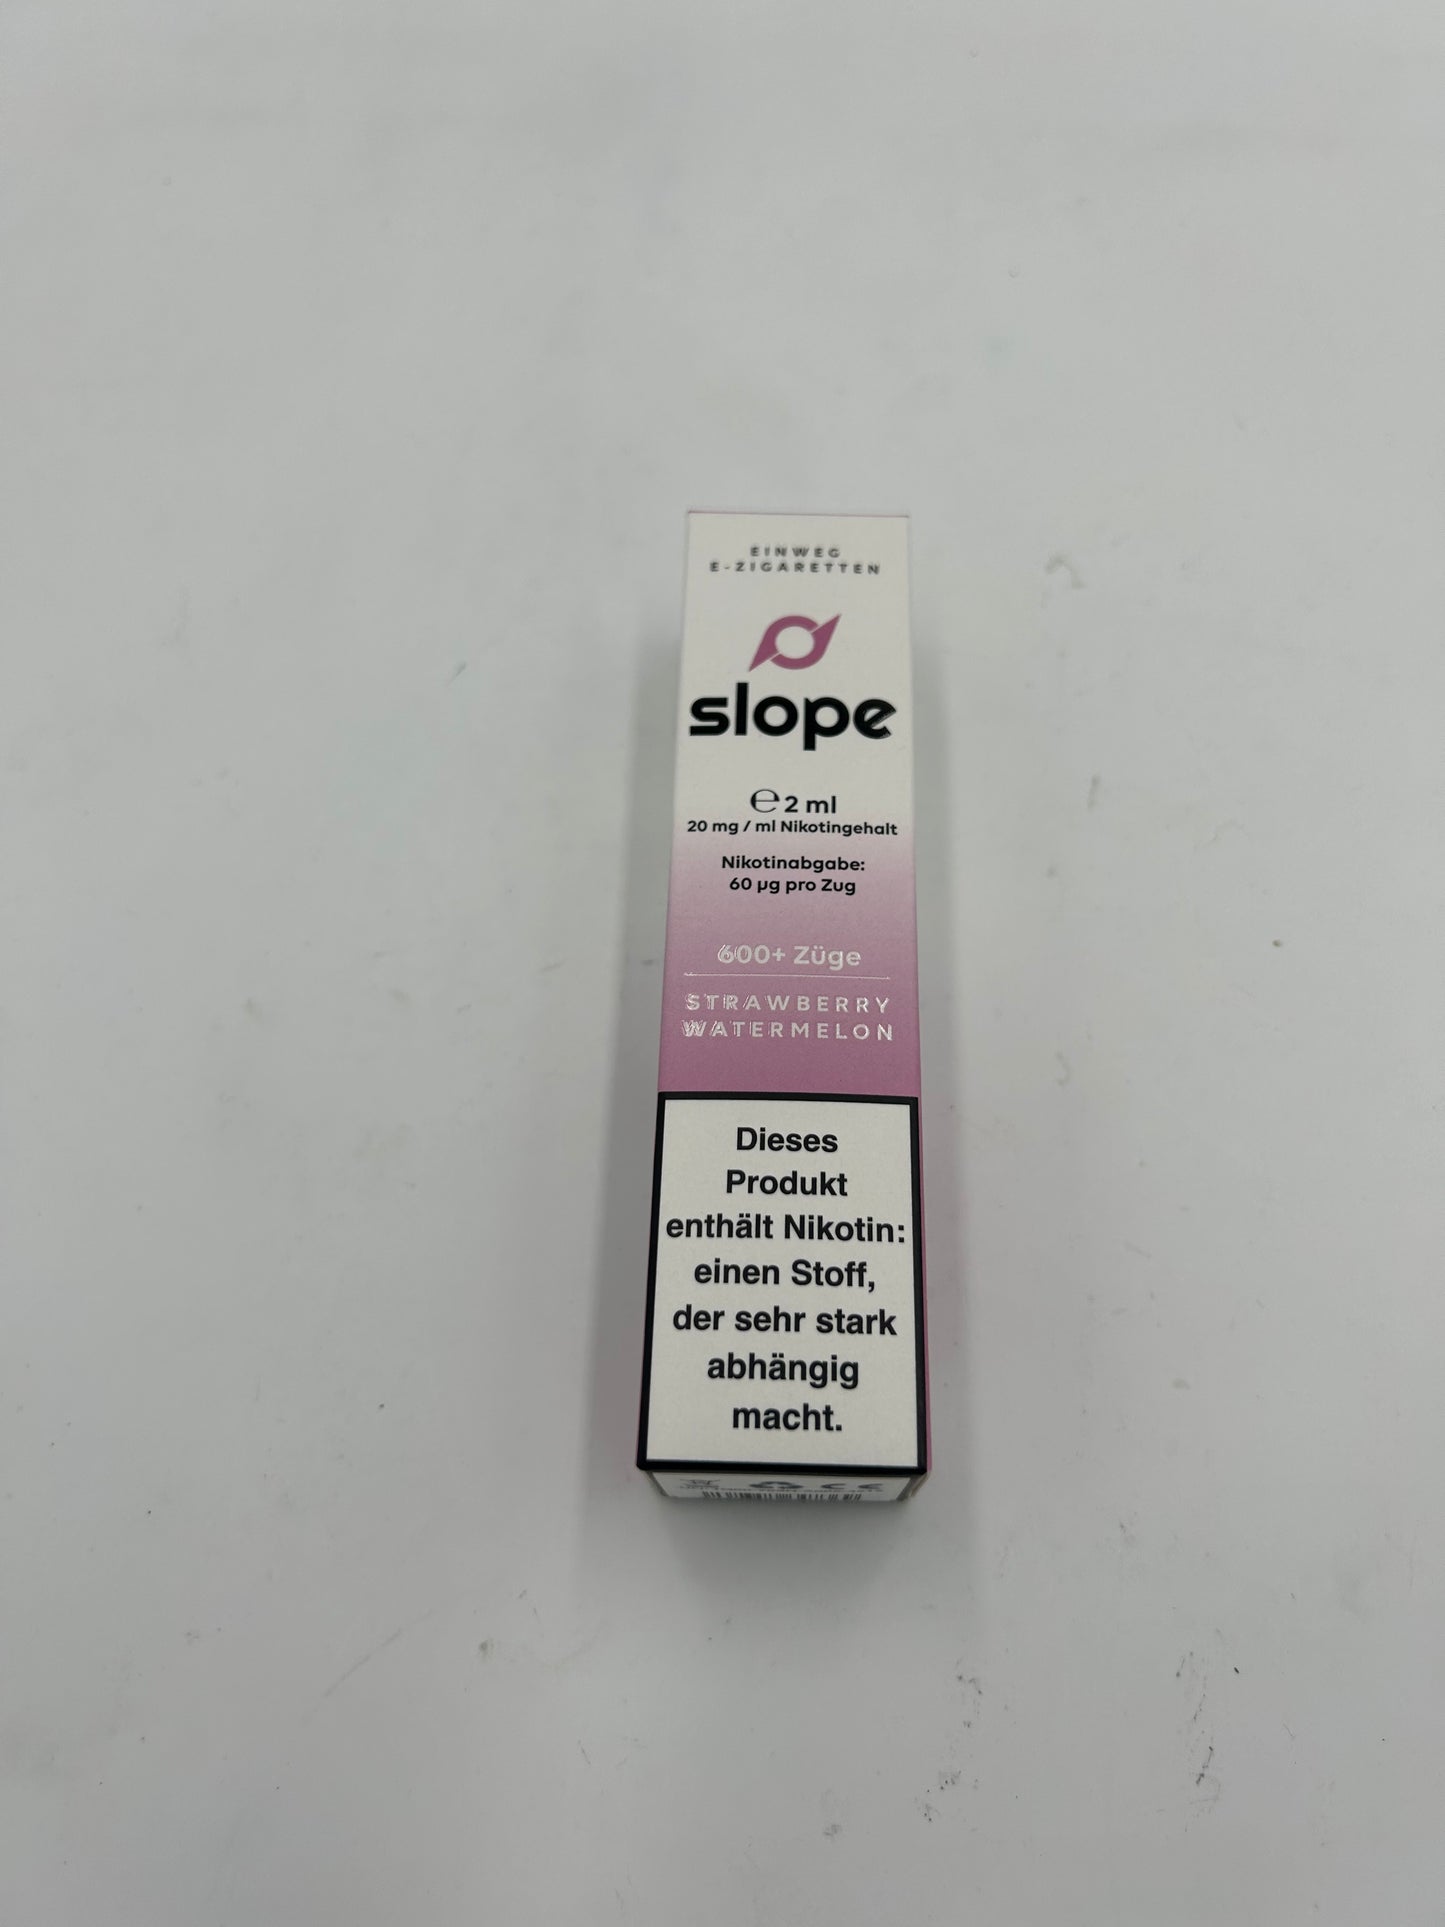 EINWEG
E-ZIGARETTEN
slope
℮ 2 ml
20 mg / ml Nikotingehalt
Nikotinabgabe:
60 µg pro Zug
600+ Züge
STRAWBERRY
WATERMELON
Dieses
Produkt
enthält Nikotin:
einen Stoff,
der sehr stark
abhängig
macht.
CE